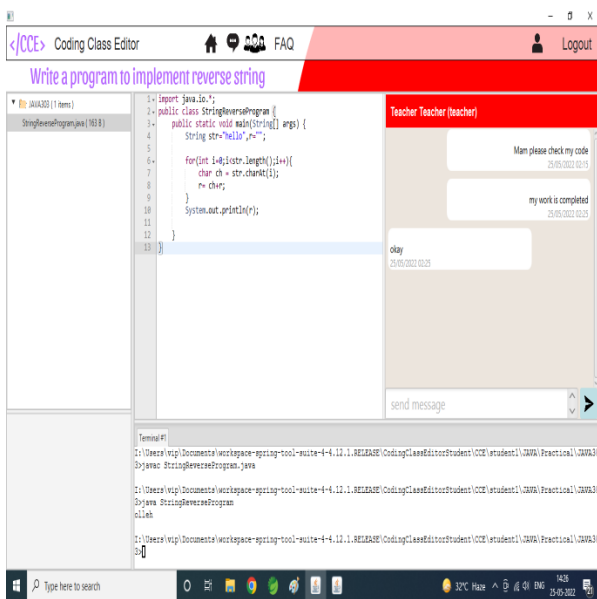 </CCE> Coding Class Editor FAQ Logout
Write a program to implement reverse string
JAVA303 (1 items)
StringReverseProgram.java (163 B)
1 import java.io.*;
2 public class StringReverseProgram {
3 public static void main(String[] args) {
4 String str="hello",r="";
5
6 for(int i=0;i<str.length();i++){
7 char ch = str.charAt(i);
8 r= ch+r;
9 }
10 System.out.println(r);
11
12 }
13 }
Teacher Teacher (teacher)
Mam please check my code
25/05/2022 02:15
my work is completed
25/05/2022 02:25
okay
25/05/2022 02:25
send message
Terminal #1
I:\Users\vip\Documents\workspace-spring-tool-suite-4-4.12.1.RELEASE\CodingClassEditorStudent\CCE\student1\JAVA\Practical\JAVA30
3>javac StringReverseProgram.java
I:\Users\vip\Documents\workspace-spring-tool-suite-4-4.12.1.RELEASE\CodingClassEditorStudent\CCE\student1\JAVA\Practical\JAVA30
3>java StringReverseProgram
olleh
I:\Users\vip\Documents\workspace-spring-tool-suite-4-4.12.1.RELEASE\CodingClassEditorStudent\CCE\student1\JAVA\Practical\JAVA30
3>
Type here to search
32°C Haze
ENG
14:26
25-05-2022